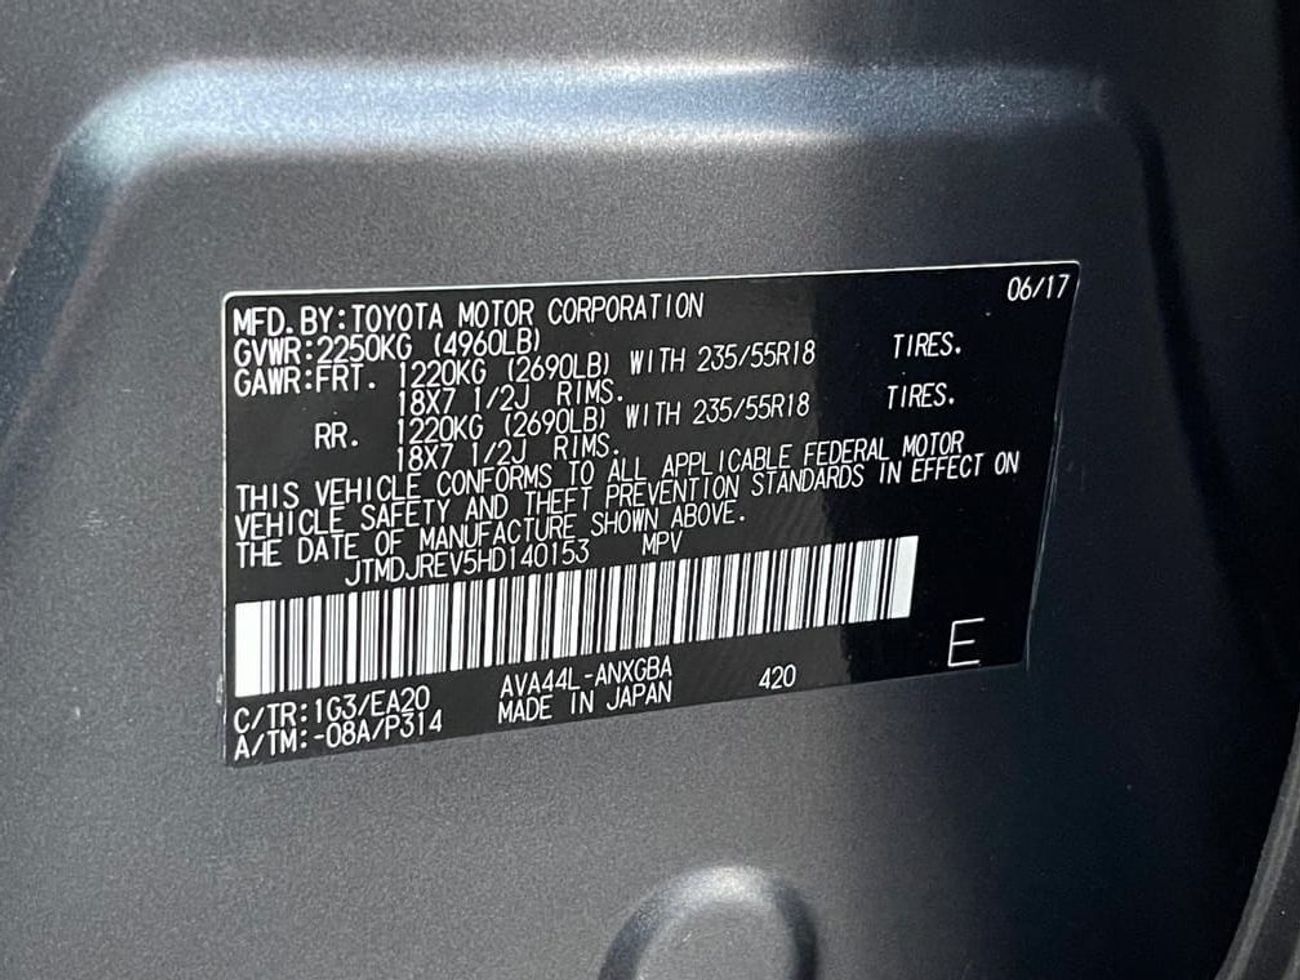 06/17
MFD. BY:TOYOTA MOTOR CORPORATION
GVWR:2250KG (4960LB)
GAWR:FRT. 1220KG (2690LB) WITH 235/55R18 TIRES.
18X7 1/2J RIMS.
RR. 1220KG (2690LB) WITH 235/55R18 TIRES.
18X7 1/2J RIMS.
THIS VEHICLE CONFORMS TO ALL APPLICABLE FEDERAL MOTOR
VEHICLE SAFETY AND THEFT PREVENTION STANDARDS IN EFFECT ON
THE DATE OF MANUFACTURE SHOWN ABOVE.
JTMDJREV5HD140153 MPV
E
C/TR:1G3/EA20 AVA44L-ANXGBA 420
A/TM:-08A/P314 MADE IN JAPAN